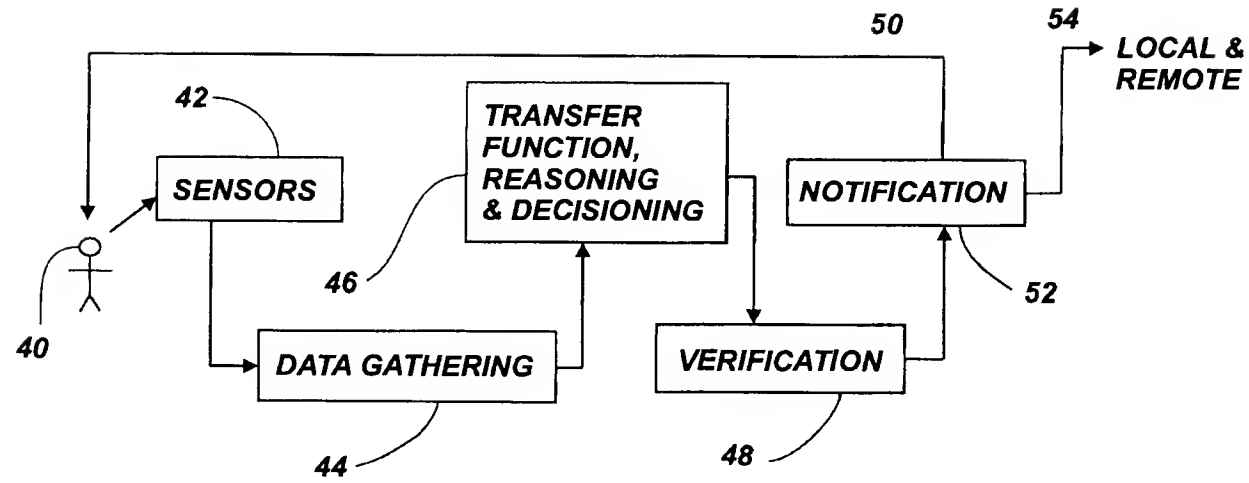 50
54
LOCAL &
REMOTE
42
TRANSFER
FUNCTION,
REASONING
& DECISIONING
SENSORS
NOTIFICATION
46
52
40
DATA GATHERING
VERIFICATION
44
48